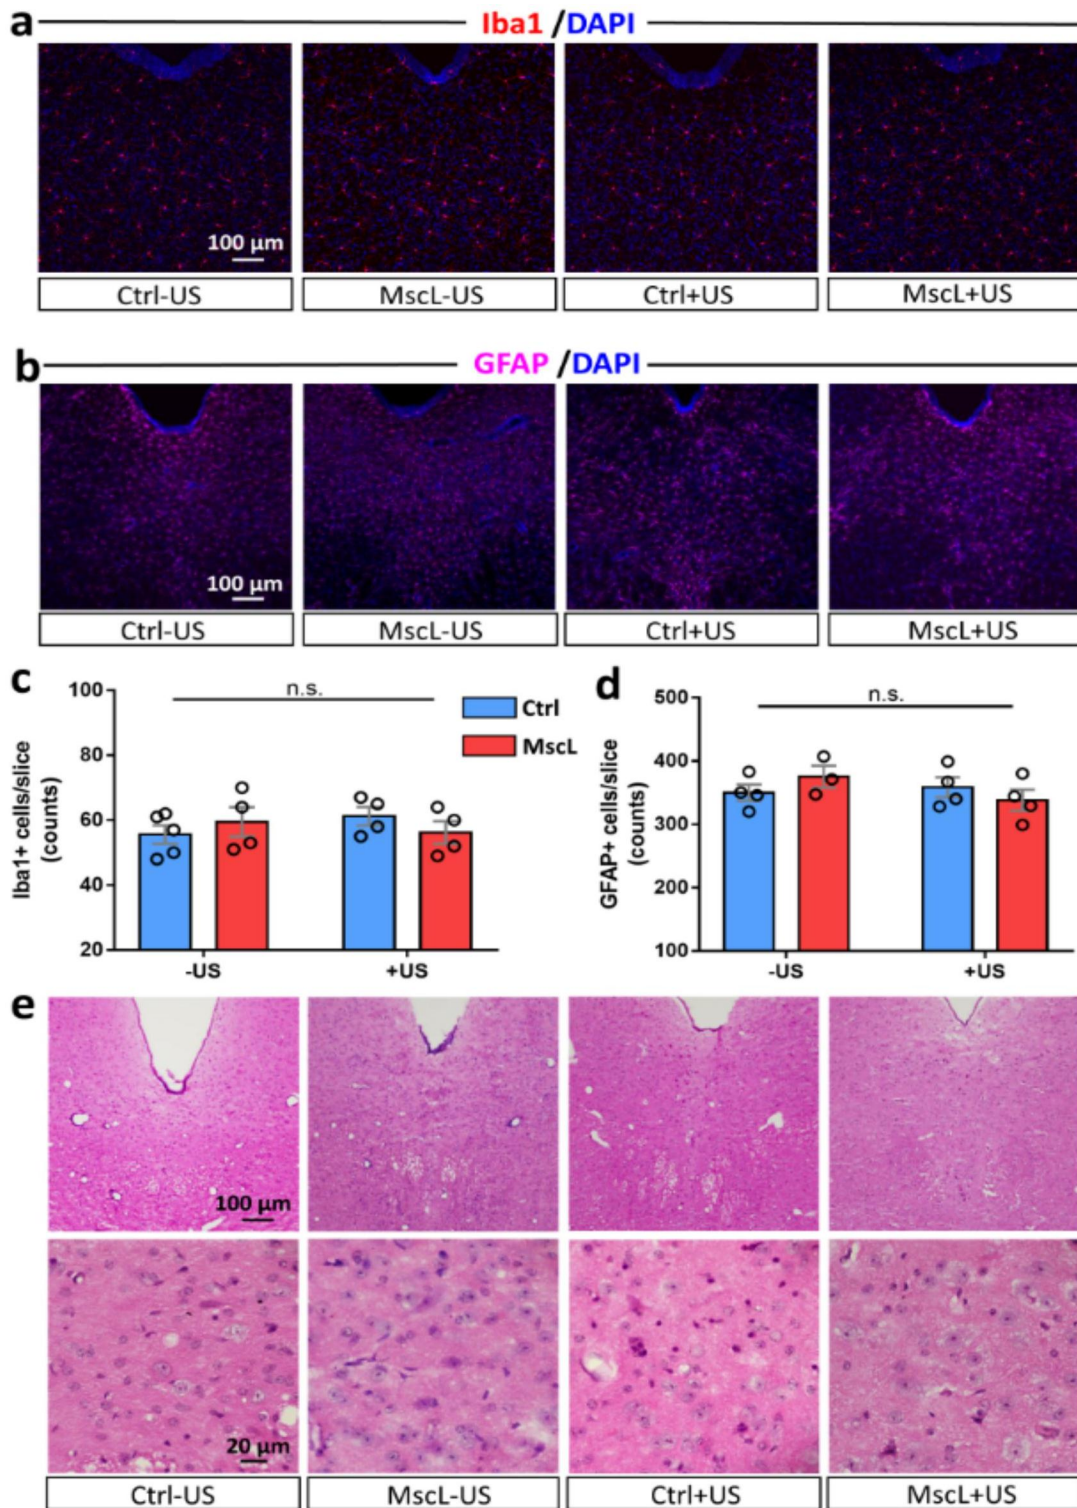 a
Iba1 /DAPI
100 µm
Ctrl-US MscL-US Ctrl+US MscL+US
b
GFAP /DAPI
100 µm
Ctrl-US MscL-US Ctrl+US MscL+US
c
Iba1+ cells/slice
(counts)
100
80
60
40
20
n.s.
-US +US
Ctrl
MscL
d
GFAP+ cells/slice
(counts)
500
400
300
200
100
n.s.
-US +US
e
100 µm
20 µm
Ctrl-US MscL-US Ctrl+US MscL+US